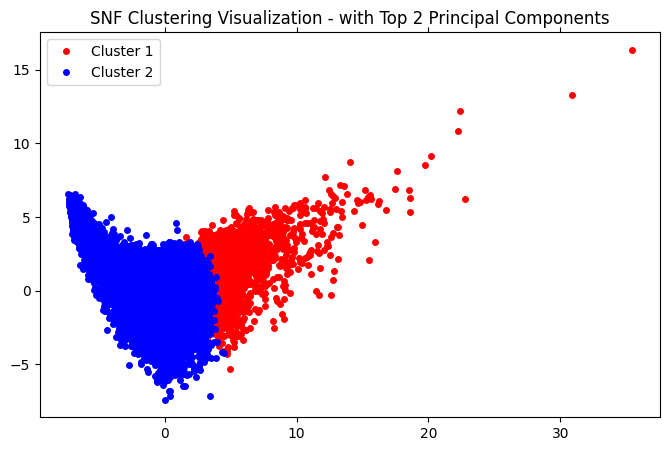 SNF Clustering Visualization - with Top 2 Principal Components
Cluster 1
Cluster 2
15
10
5
0
−5
0 10 20 30